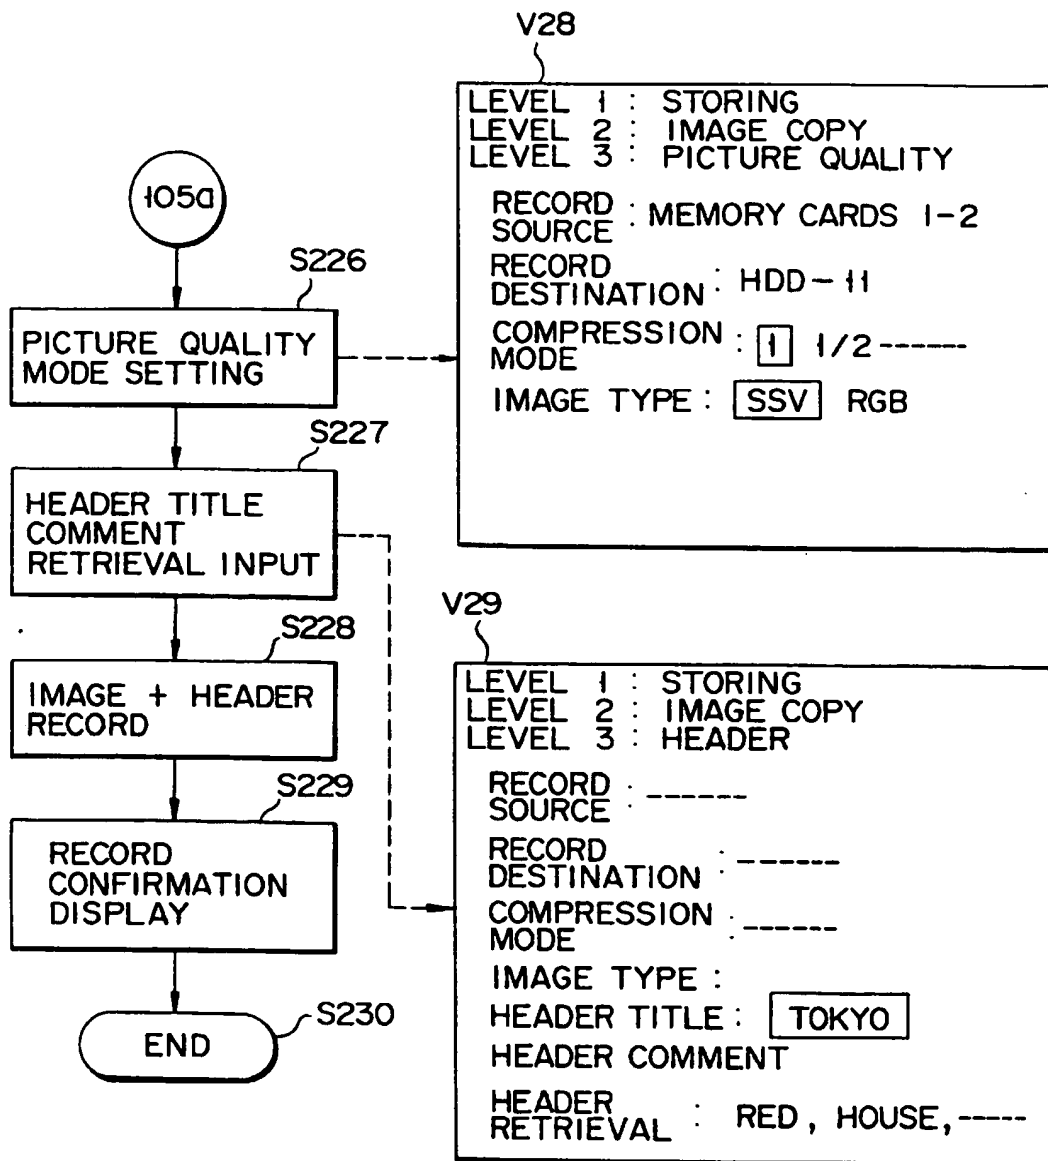 105a
S226
PICTURE QUALITY
MODE SETTING
S227
HEADER TITLE
COMMENT
RETRIEVAL INPUT
S228
IMAGE + HEADER
RECORD
S229
RECORD
CONFIRMATION
DISPLAY
S230
END
V28
LEVEL 1 : STORING
LEVEL 2 : IMAGE COPY
LEVEL 3 : PICTURE QUALITY
RECORD
SOURCE : MEMORY CARDS 1-2
RECORD
DESTINATION : HDD-11
COMPRESSION
MODE : 1 1/2 ------
IMAGE TYPE : SSV RGB
V29
LEVEL 1 : STORING
LEVEL 2 : IMAGE COPY
LEVEL 3 : HEADER
RECORD
SOURCE : ------
RECORD
DESTINATION : ------
COMPRESSION
MODE : ------
IMAGE TYPE :
HEADER TITLE : TOKYO
HEADER COMMENT
HEADER
RETRIEVAL : RED, HOUSE, -----